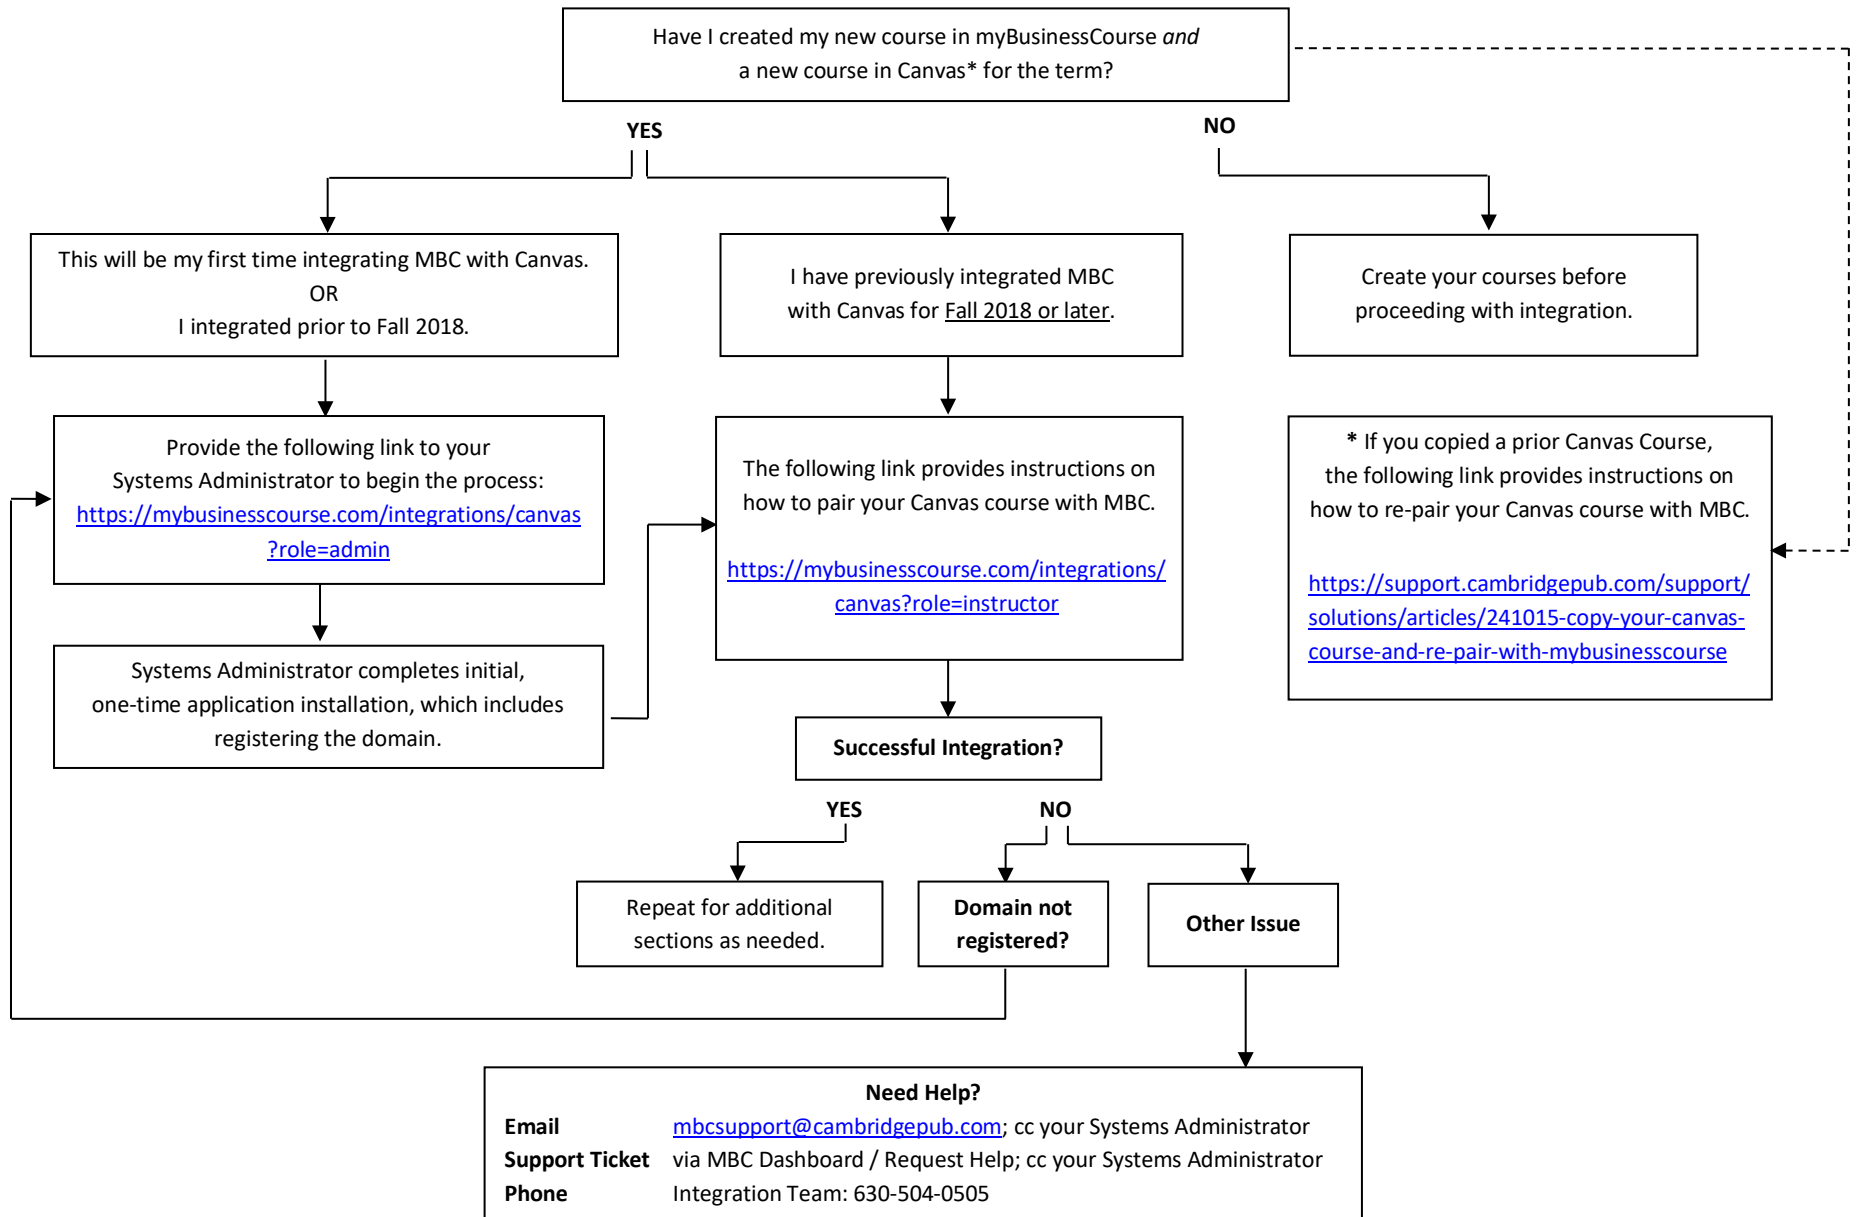 Have I created my new course in myBusinessCourse and
a new course in Canvas* for the term?
YES
NO
This will be my first time integrating MBC with Canvas.
OR
I integrated prior to Fall 2018.
I have previously integrated MBC
with Canvas for Fall 2018 or later.
Create your courses before
proceeding with integration.
Provide the following link to your
Systems Administrator to begin the process:
https://mybusinesscourse.com/integrations/canvas
?role=admin
The following link provides instructions on
how to pair your Canvas course with MBC.
https://mybusinesscourse.com/integrations/
canvas?role=instructor
* If you copied a prior Canvas Course,
the following link provides instructions on
how to re-pair your Canvas course with MBC.
https://support.cambridgepub.com/support/
solutions/articles/241015-copy-your-canvas-
course-and-re-pair-with-mybusinesscourse
Systems Administrator completes initial,
one-time application installation, which includes
registering the domain.
Successful Integration?
YES
NO
Repeat for additional
sections as needed.
Domain not
registered?
Other Issue
Need Help?
Email mbcsupport@cambridgepub.com; cc your Systems Administrator
Support Ticket via MBC Dashboard / Request Help; cc your Systems Administrator
Phone Integration Team: 630-504-0505